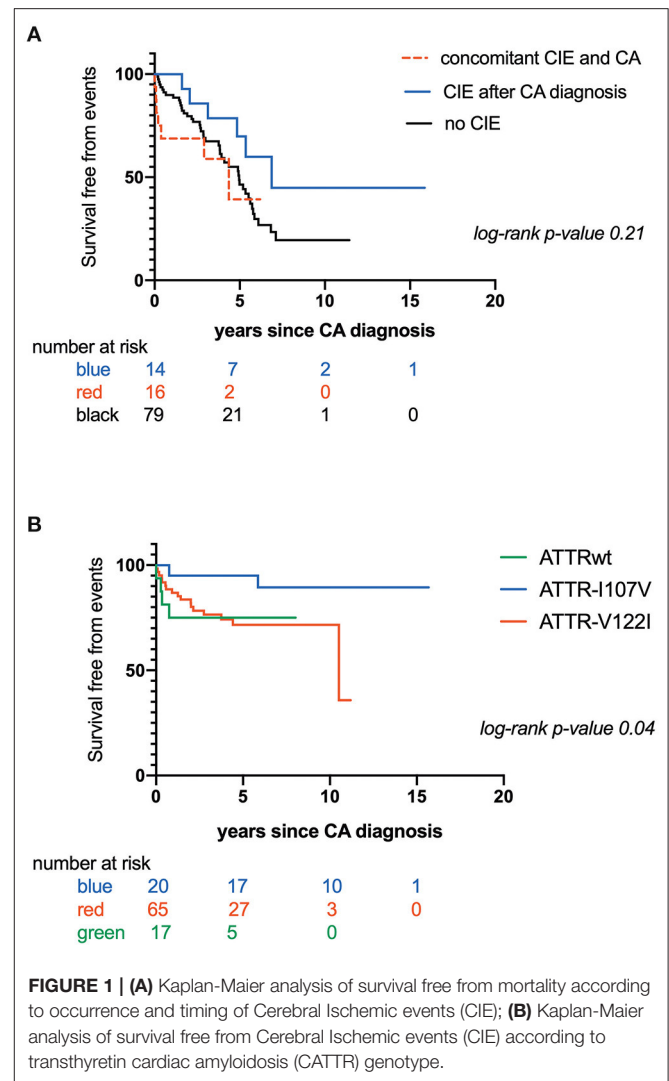 A
concomitant CIE and CA
CIE after CA diagnosis
no CIE
Survival free from events
100
50
0
0 5 10 15 20
log-rank p-value 0.21
years since CA diagnosis
number at risk
blue 14 7 2 1
red 16 2 0
black 79 21 1 0
B
ATTRwt
ATTR-I107V
ATTR-V122I
Survival free from events
100
50
0
0 5 10 15 20
log-rank p-value 0.04
years since CA diagnosis
number at risk
blue 20 17 10 1
red 65 27 3 0
green 17 5 0
FIGURE 1 | (A) Kaplan-Maier analysis of survival free from mortality according
to occurrence and timing of Cerebral Ischemic events (CIE); (B) Kaplan-Maier
analysis of survival free from Cerebral Ischemic events (CIE) according to
transthyretin cardiac amyloidosis (CATTR) genotype.